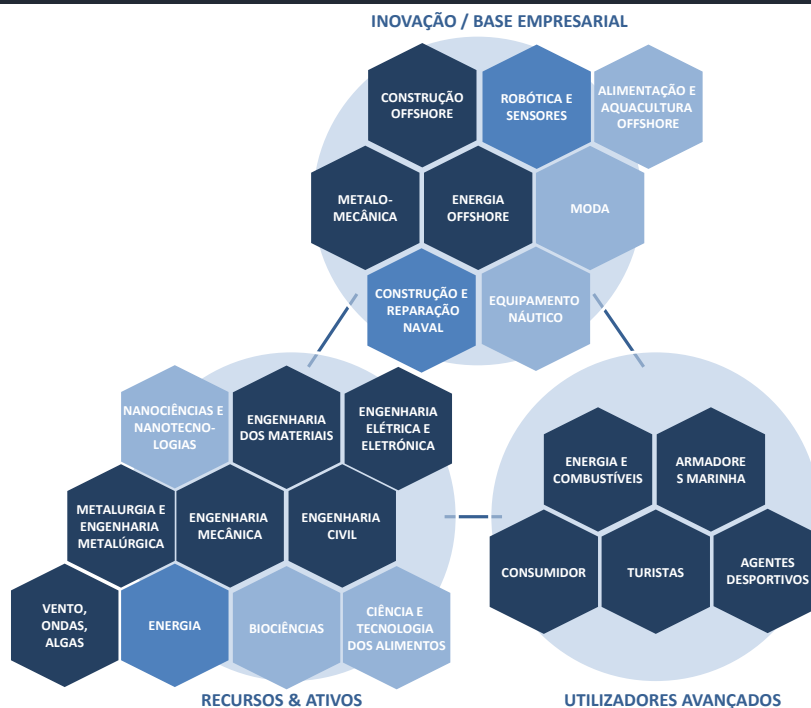 INOVAÇÃO / BASE EMPRESARIAL
CONSTRUÇÃO
OFFSHORE
ROBÓTICA E
SENSORES
ALIMENTAÇÃO E
AQUACULTURA
OFFSHORE
METALO-
MECÂNICA
ENERGIA
OFFSHORE
MODA
CONSTRUÇÃO E
REPARAÇÃO
NAVAL
EQUIPAMENTO
NÁUTICO
NANOCIÊNCIAS E
NANOTECNO-
LOGIAS
ENGENHARIA
DOS MATERIAIS
ENGENHARIA
ELÉTRICA E
ELETRÓNICA
METALURGIA E
ENGENHARIA
METALÚRGICA
ENGENHARIA
MECÂNICA
ENGENHARIA
CIVIL
VENTO,
ONDAS,
ALGAS
ENERGIA
BIOCIÊNCIAS
CIÊNCIA E
TECNOLOGIA
DOS ALIMENTOS
RECURSOS & ATIVOS
ENERGIA E
COMBUSTÍVEIS
ARMADORE
S MARINHA
CONSUMIDOR
TURISTAS
AGENTES
DESPORTIVOS
UTILIZADORES AVANÇADOS